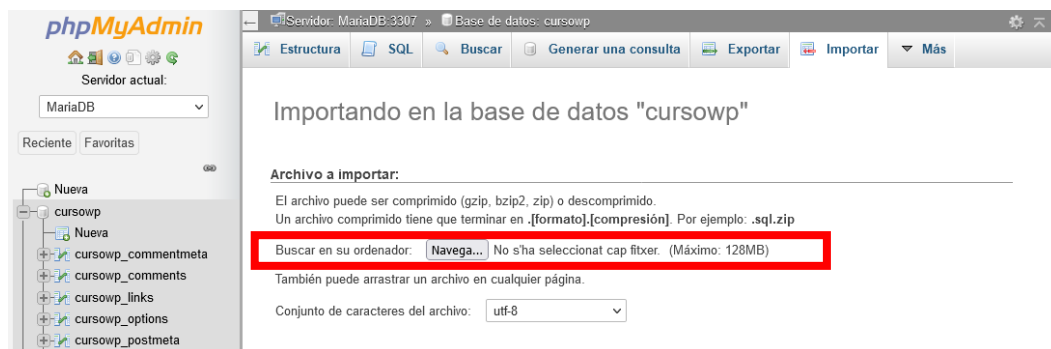 phpMyAdmin
Servidor actual:
MariaDB
Reciente Favoritas
Nueva
cursowp
Nueva
cursowp_commentmeta
cursowp_comments
cursowp_links
cursowp_options
cursowp_postmeta
Servidor: MariaDB:3307 » Base de datos: cursowp
Estructura SQL Buscar Generar una consulta Exportar Importar Más
Importando en la base de datos "cursowp"
Archivo a importar:
El archivo puede ser comprimido (gzip, bzip2, zip) o descomprimido.
Un archivo comprimido tiene que terminar en .[formato].[compresión]. Por ejemplo: .sql.zip
Buscar en su ordenador: Navega... No s'ha seleccionat cap fitxer. (Máximo: 128MB)
También puede arrastrar un archivo en cualquier página.
Conjunto de caracteres del archivo: utf-8